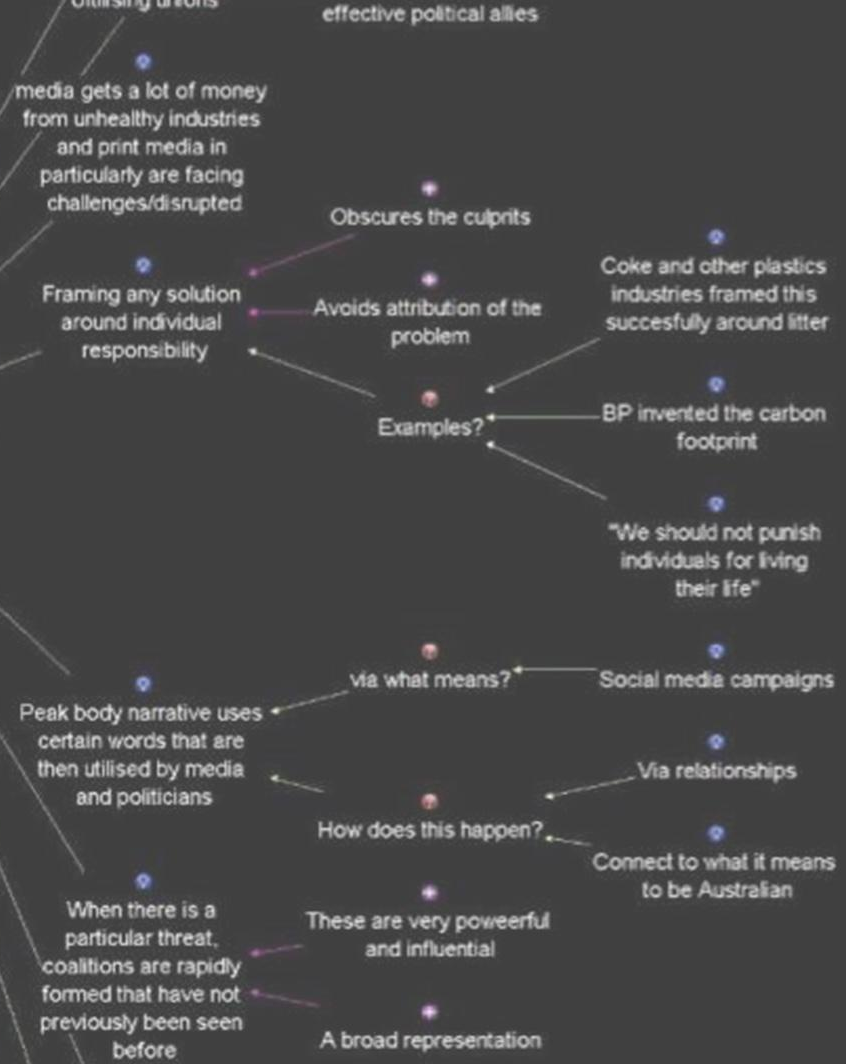 Utilising unions
effective political allies
media gets a lot of money
from unhealthy industries
and print media in
particularly are facing
challenges/disrupted
Framing any solution
around individual
responsibility
Obscures the culprits
Avoids attribution of the
problem
Examples?
Coke and other plastics
industries framed this
succesfully around litter
BP invented the carbon
footprint
"We should not punish
individuals for living
their life"
Peak body narrative uses
certain words that are
then utilised by media
and politicians
via what means?
Social media campaigns
How does this happen?
Via relationships
Connect to what it means
to be Australian
When there is a
particular threat,
coalitions are rapidly
formed that have not
previously been seen
before
These are very poweerful
and influential
A broad representation